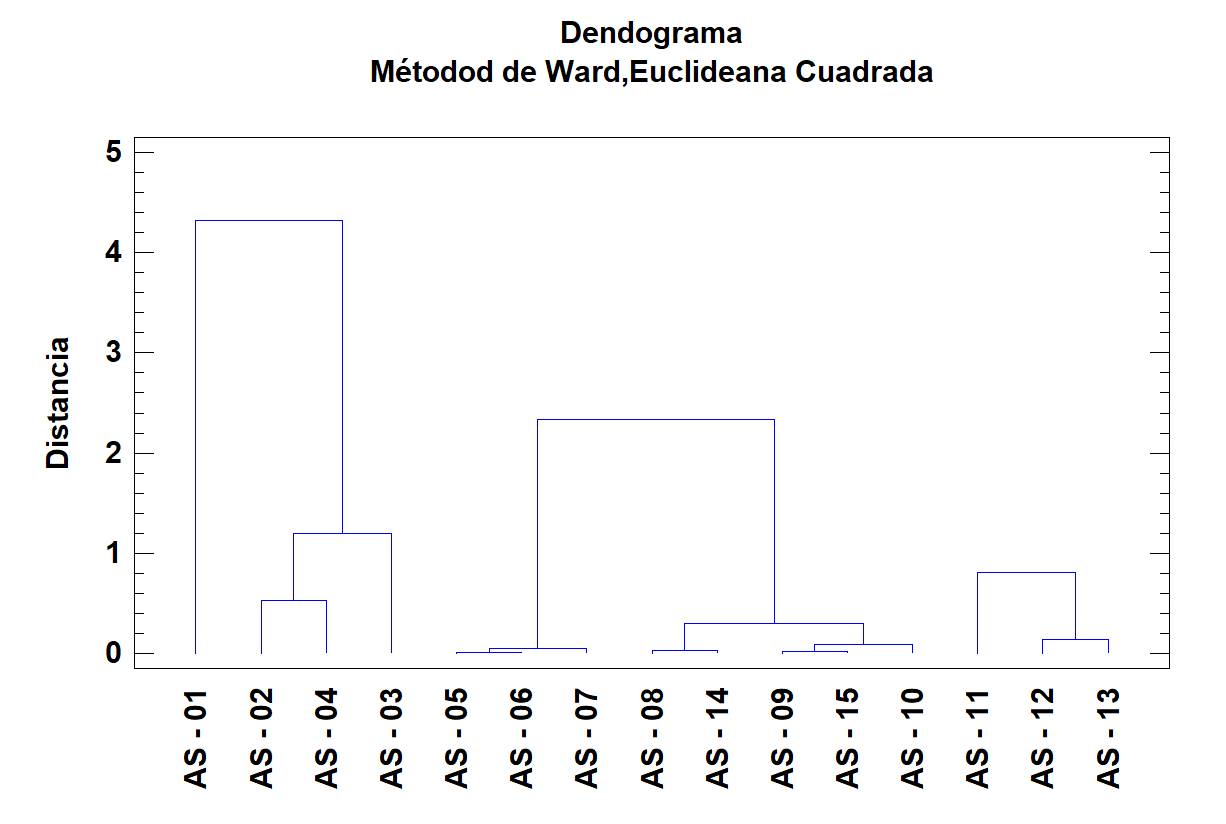 Dendograma
Métodod de Ward,Euclideana Cuadrada
Distancia
5
4
3
2
1
0
AS - 01
AS - 02
AS - 04
AS - 03
AS - 05
AS - 06
AS - 07
AS - 08
AS - 14
AS - 09
AS - 15
AS - 10
AS - 11
AS - 12
AS - 13